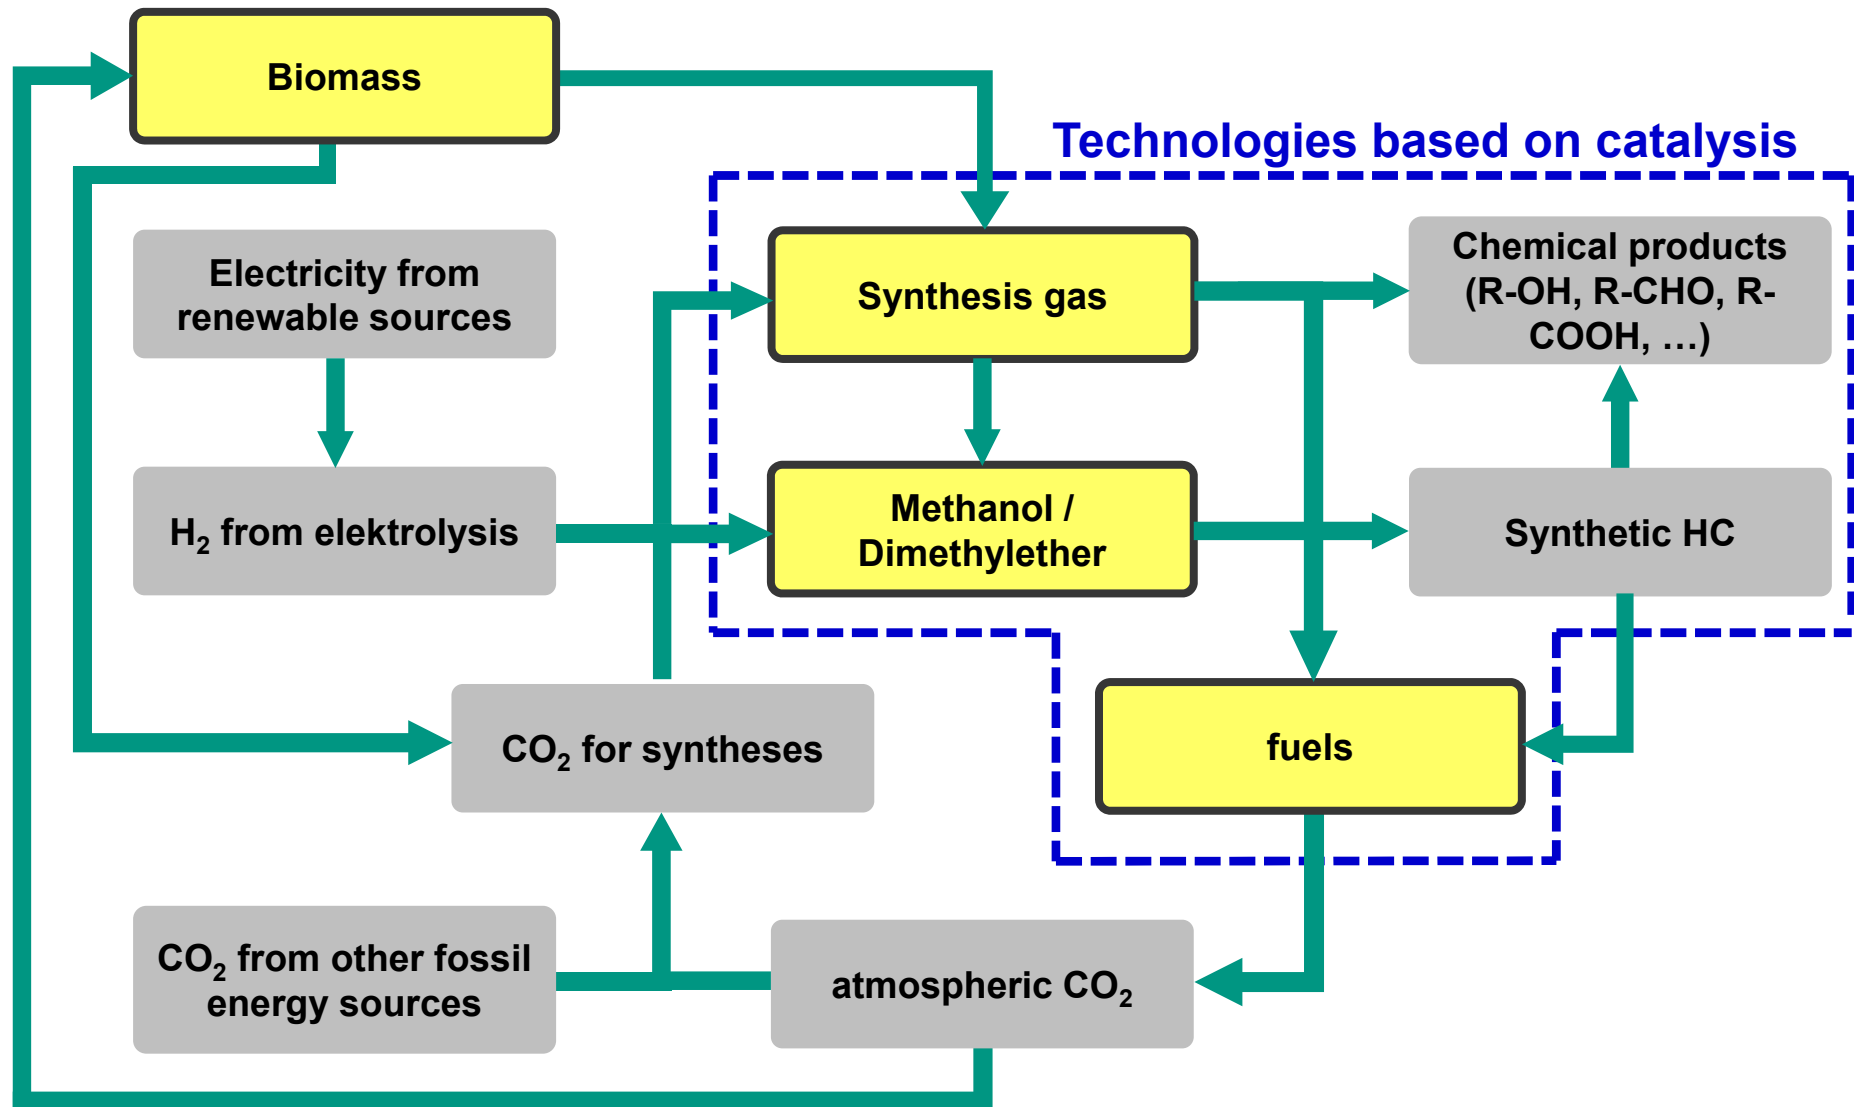 Biomass
Technologies based on catalysis
Electricity from
renewable sources
Synthesis gas
Chemical products
(R-OH, R-CHO, R-
COOH, …)
H₂ from elektrolysis
Methanol /
Dimethylether
Synthetic HC
CO₂ for syntheses
fuels
CO₂ from other fossil
energy sources
atmospheric CO₂